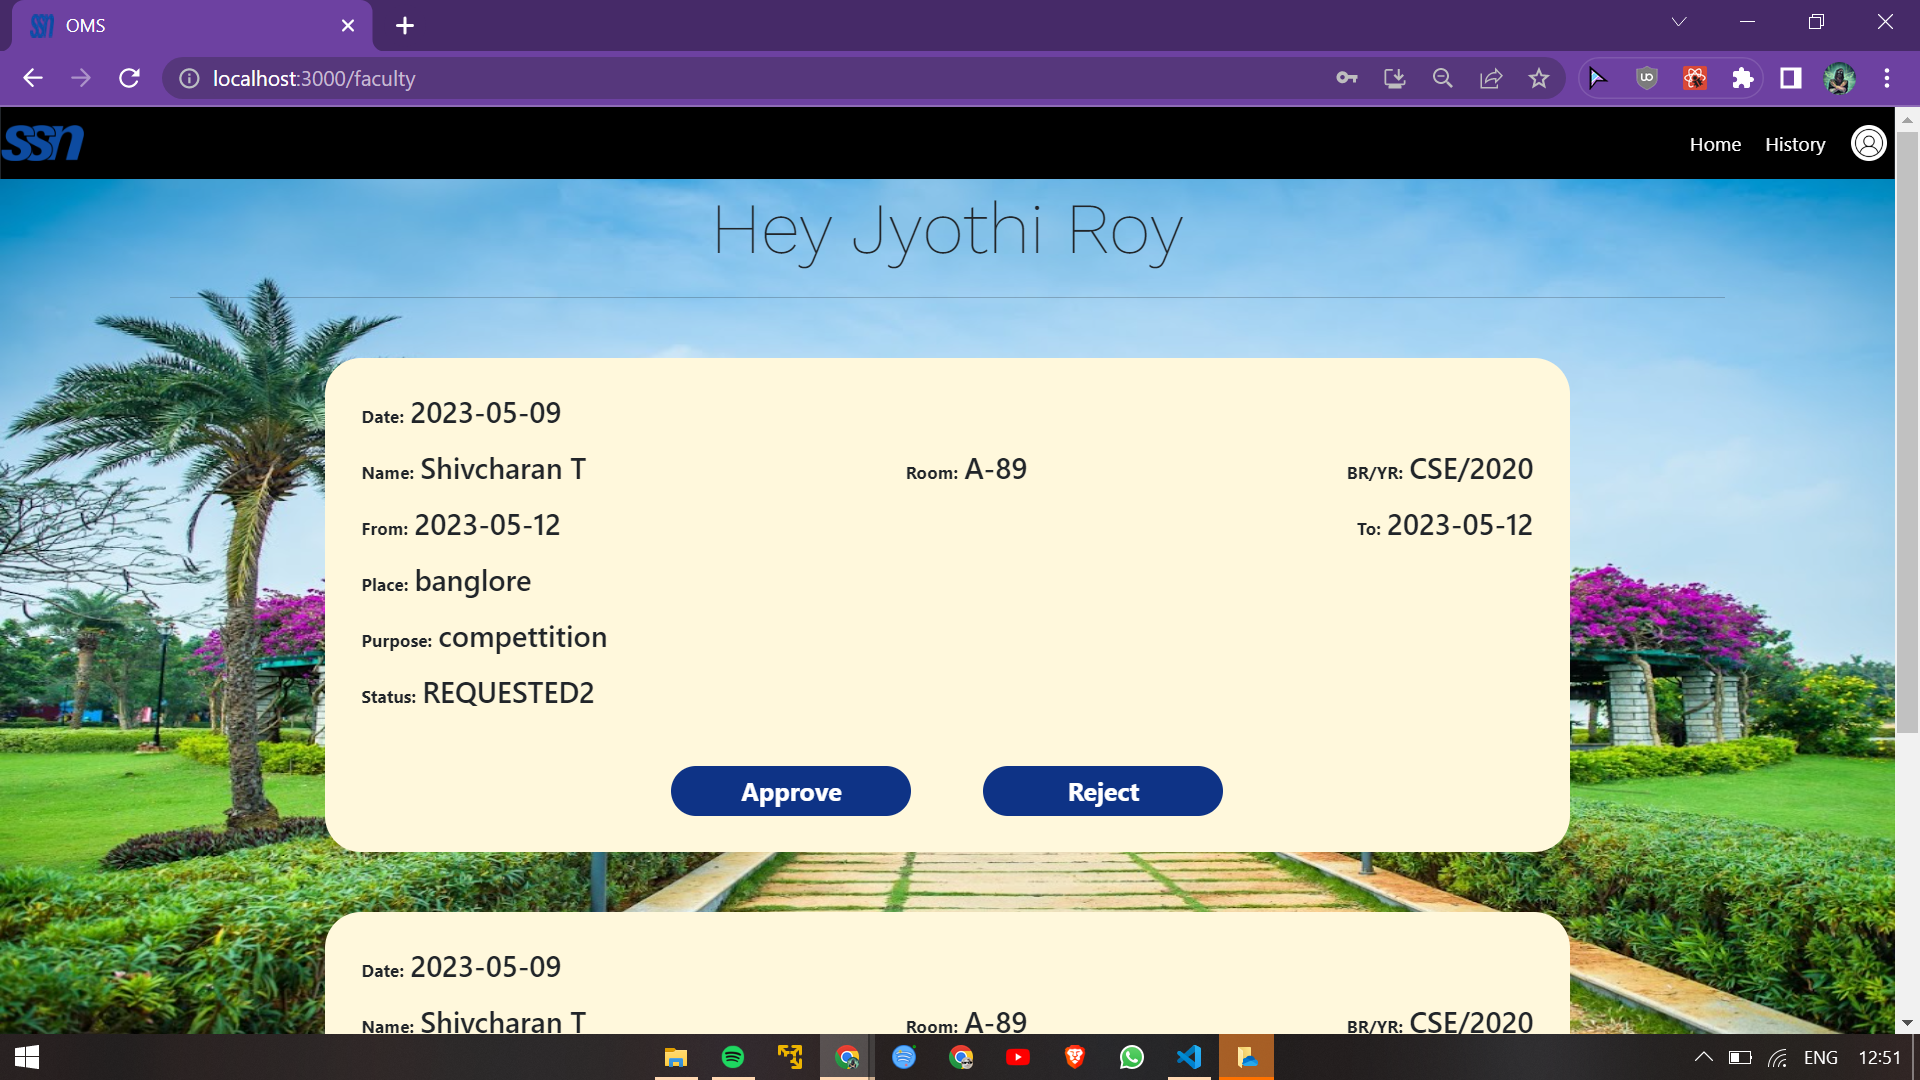 OMS
localhost:3000/faculty
ssn
Home History
Hey Jyothi Roy
Date: 2023-05-09
Name: Shivcharan T Room: A-89 BR/YR: CSE/2020
From: 2023-05-12 To: 2023-05-12
Place: banglore
Purpose: compettition
Status: REQUESTED2
Approve Reject
Date: 2023-05-09
Name: Shivcharan T Room: A-89 BR/YR: CSE/2020
ENG 12:51